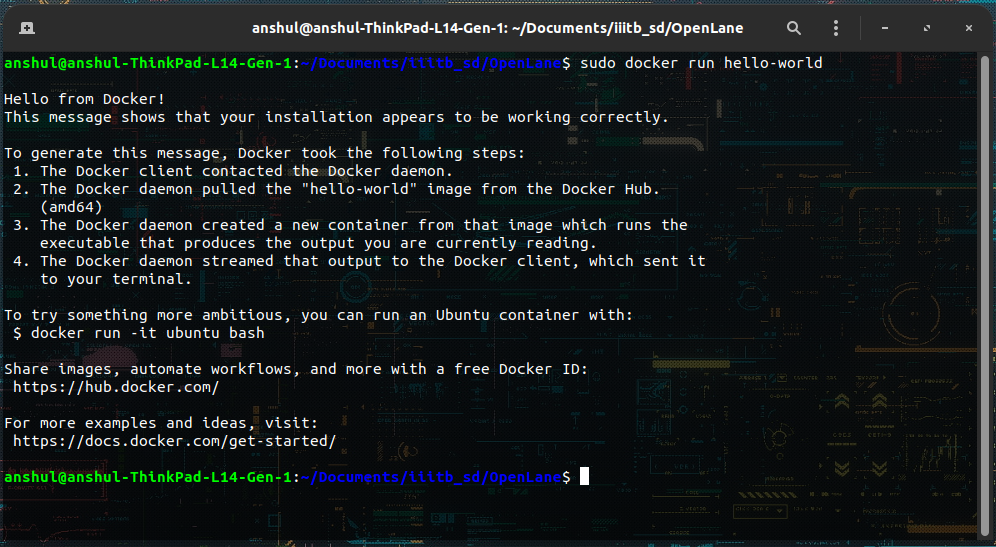 anshul@anshul-ThinkPad-L14-Gen-1: ~/Documents/iiitb_sd/OpenLane
anshul@anshul-ThinkPad-L14-Gen-1:~/Documents/iiitb_sd/OpenLane$ sudo docker run hello-world

Hello from Docker!
This message shows that your installation appears to be working correctly.

To generate this message, Docker took the following steps:
 1. The Docker client contacted the Docker daemon.
 2. The Docker daemon pulled the "hello-world" image from the Docker Hub.
    (amd64)
 3. The Docker daemon created a new container from that image which runs the
    executable that produces the output you are currently reading.
 4. The Docker daemon streamed that output to the Docker client, which sent it
    to your terminal.

To try something more ambitious, you can run an Ubuntu container with:
 $ docker run -it ubuntu bash

Share images, automate workflows, and more with a free Docker ID:
 https://hub.docker.com/

For more examples and ideas, visit:
 https://docs.docker.com/get-started/

anshul@anshul-ThinkPad-L14-Gen-1:~/Documents/iiitb_sd/OpenLane$